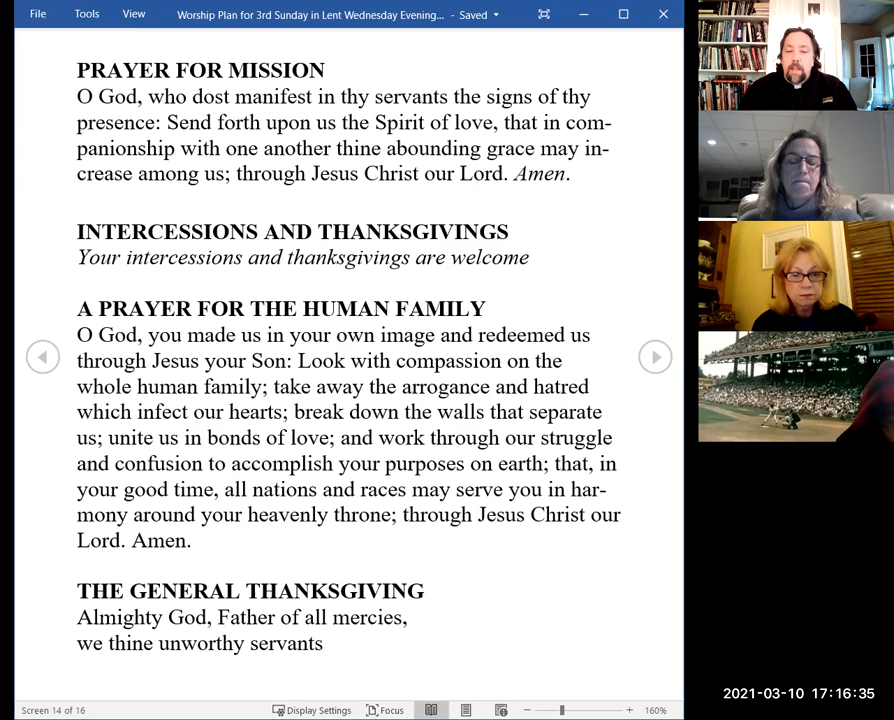 File Tools View Worship Plan for 3rd Sunday in Lent Wednesday Evening... - Saved
PRAYER FOR MISSION
O God, who dost manifest in thy servants the signs of thy
presence: Send forth upon us the Spirit of love, that in com-
panionship with one another thine abounding grace may in-
crease among us; through Jesus Christ our Lord. Amen.
INTERCESSIONS AND THANKSGIVINGS
Your intercessions and thanksgivings are welcome
A PRAYER FOR THE HUMAN FAMILY
O God, you made us in your own image and redeemed us
through Jesus your Son: Look with compassion on the
whole human family; take away the arrogance and hatred
which infect our hearts; break down the walls that separate
us; unite us in bonds of love; and work through our struggle
and confusion to accomplish your purposes on earth; that, in
your good time, all nations and races may serve you in har-
mony around your heavenly throne; through Jesus Christ our
Lord. Amen.
THE GENERAL THANKSGIVING
Almighty God, Father of all mercies,
we thine unworthy servants
Screen 14 of 16 Display Settings Focus 160%
2021-03-10 17:16:35